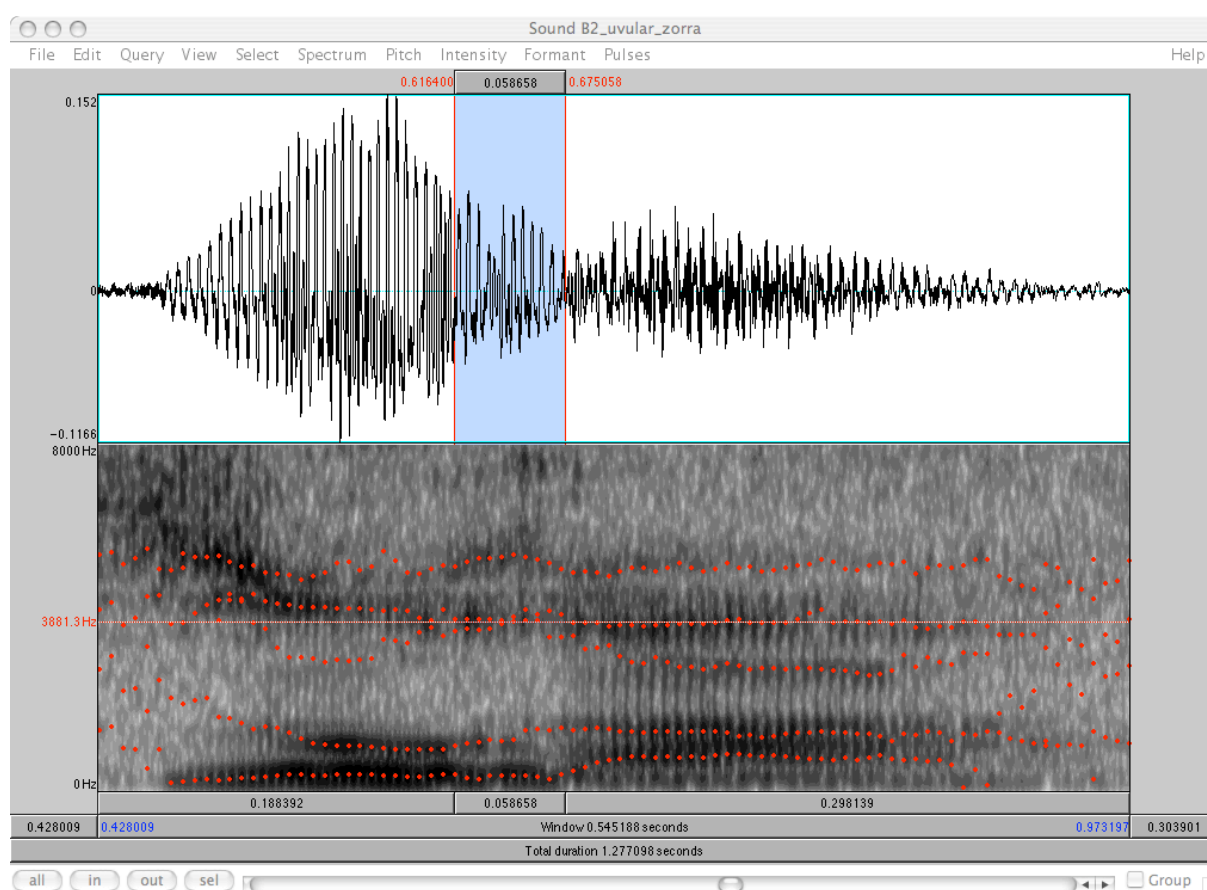 Sound B2_uvular_zorra
File Edit Query View Select Spectrum Pitch Intensity Formant Pulses Help
0.616400 0.058658 0.675058
0.152
0
-0.1166
8000 Hz
3881.3 Hz
0 Hz
0.188392 0.058658 0.298139
0.428009 0.428009 Window 0.545188 seconds 0.973197 0.303901
Total duration 1.277098 seconds
all in out sel Group